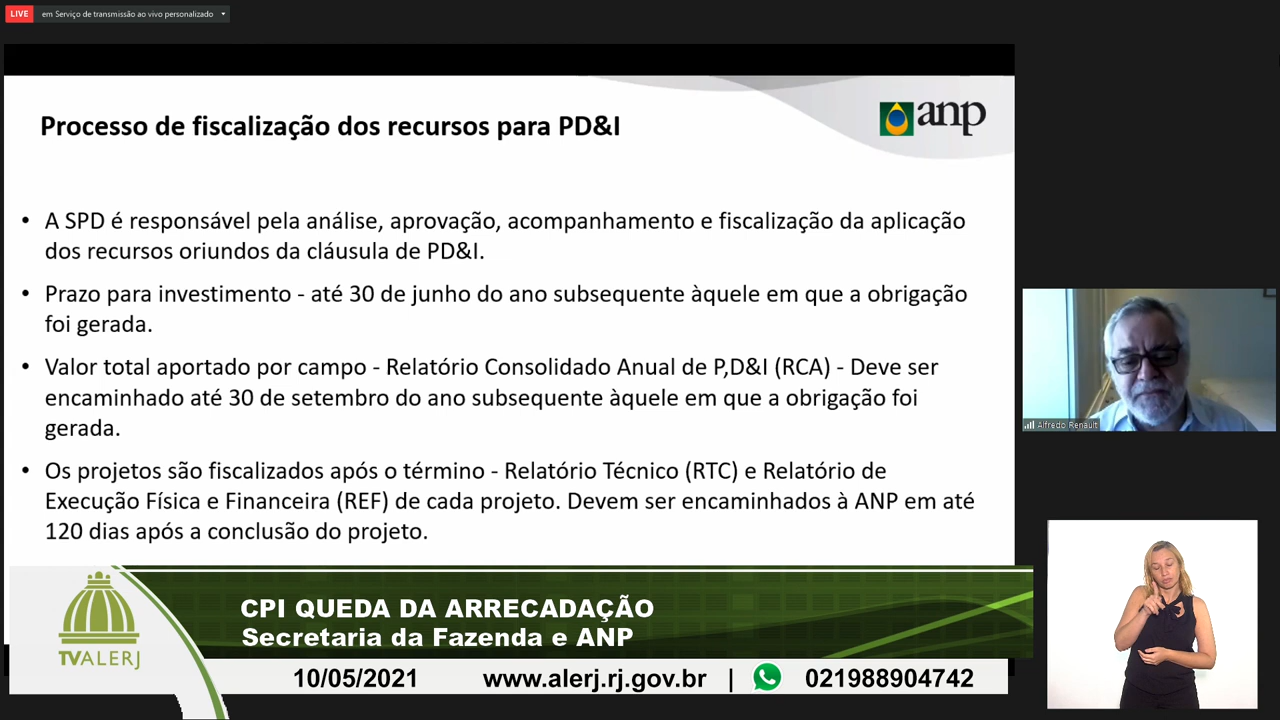 LIVE em Serviço de transmissão ao vivo personalizado
Processo de fiscalização dos recursos para PD&I
anp
• A SPD é responsável pela análise, aprovação, acompanhamento e fiscalização da aplicação
dos recursos oriundos da cláusula de PD&I.
• Prazo para investimento - até 30 de junho do ano subsequente àquele em que a obrigação
foi gerada.
• Valor total aportado por campo - Relatório Consolidado Anual de P,D&I (RCA) - Deve ser
encaminhado até 30 de setembro do ano subsequente àquele em que a obrigação foi
gerada.
• Os projetos são fiscalizados após o término - Relatório Técnico (RTC) e Relatório de
Execução Física e Financeira (REF) de cada projeto. Devem ser encaminhados à ANP em até
120 dias após a conclusão do projeto.
Alfredo Renault
CPI QUEDA DA ARRECADAÇÃO
Secretaria da Fazenda e ANP
TVALERJ
10/05/2021 www.alerj.rj.gov.br | 021988904742